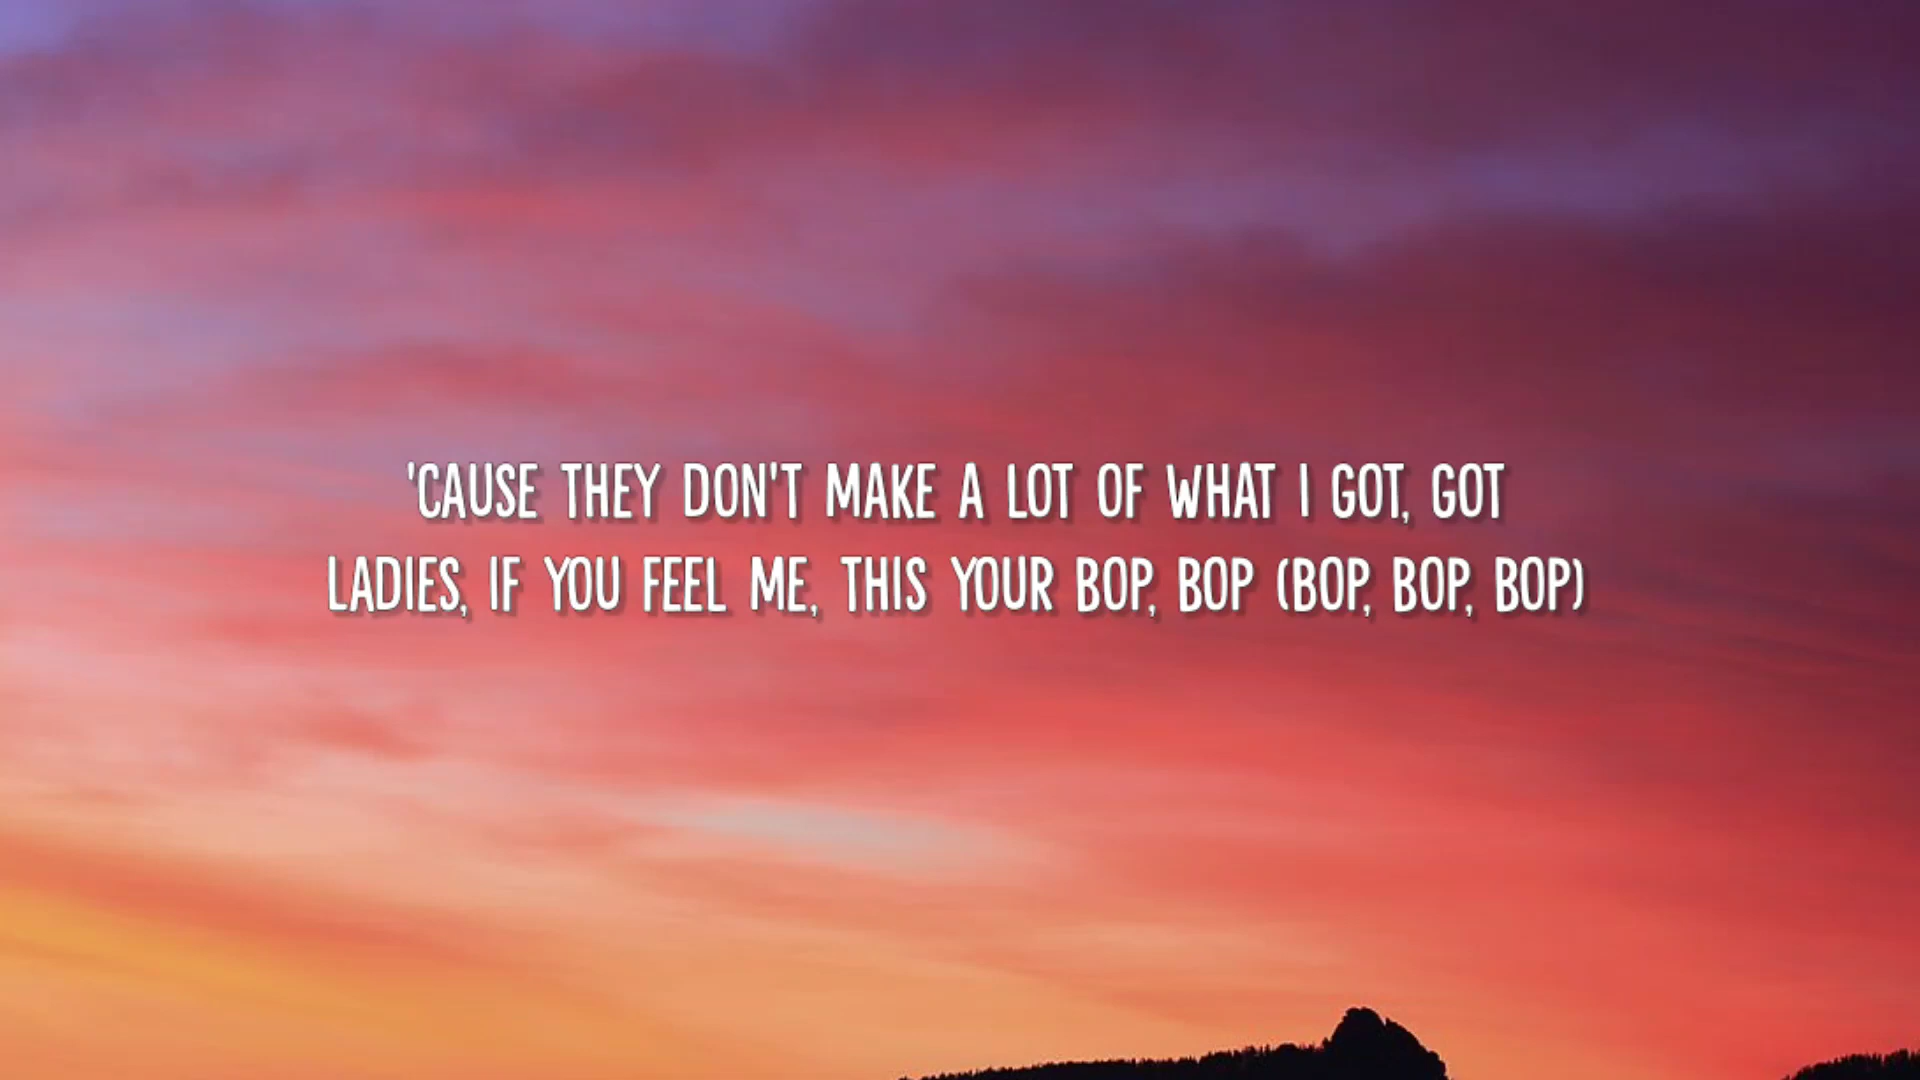 'CAUSE THEY DON'T MAKE A LOT OF WHAT I GOT, GOT
LADIES, IF YOU FEEL ME, THIS YOUR BOP, BOP (BOP, BOP, BOP)